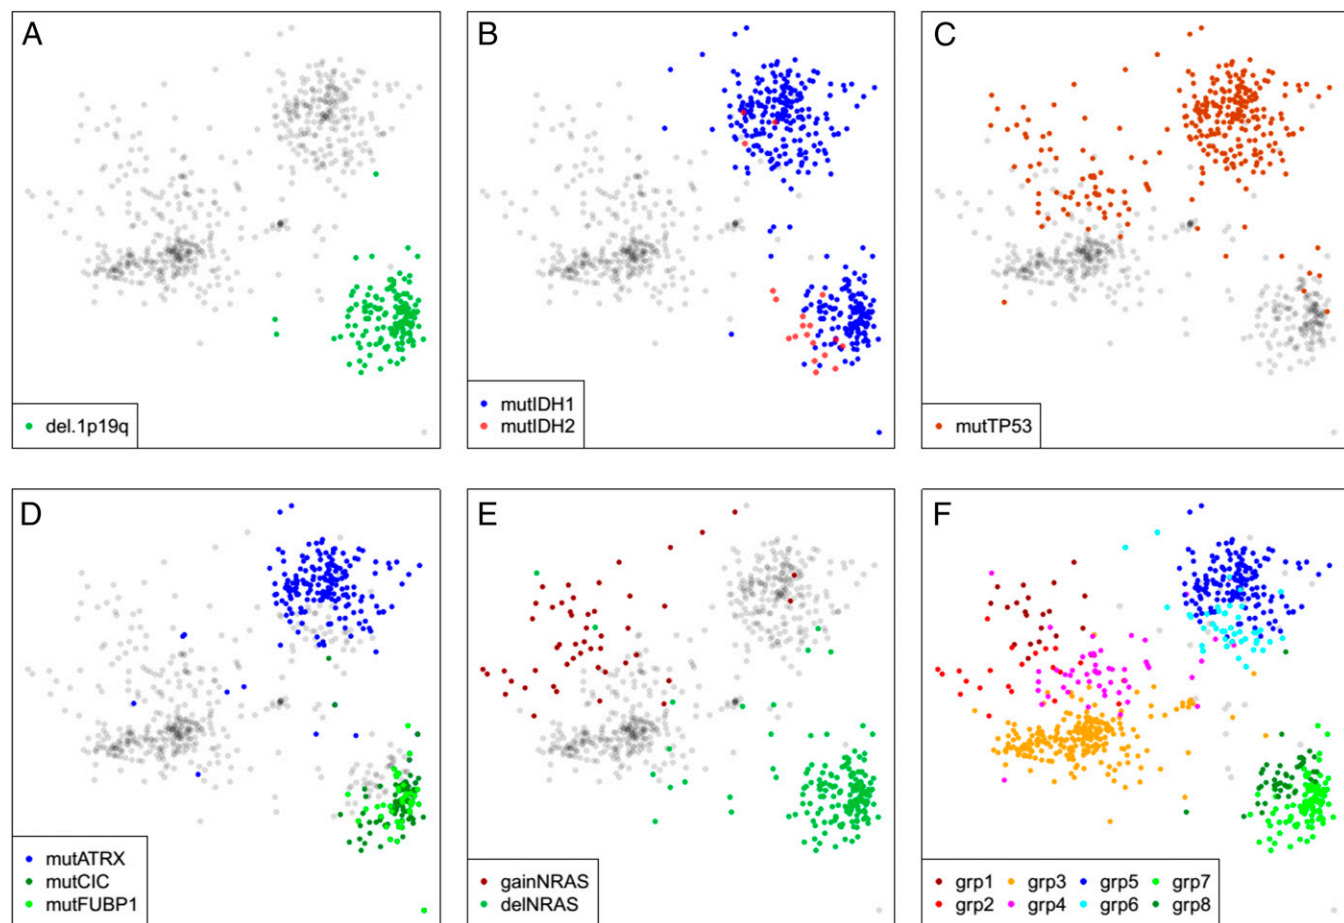 A
del.1p19q
B
mutIDH1
mutIDH2
C
mutTP53
D
mutATRX
mutCIC
mutFUBP1
E
gainNRAS
delNRAS
F
grp1 grp3 grp5 grp7
grp2 grp4 grp6 grp8